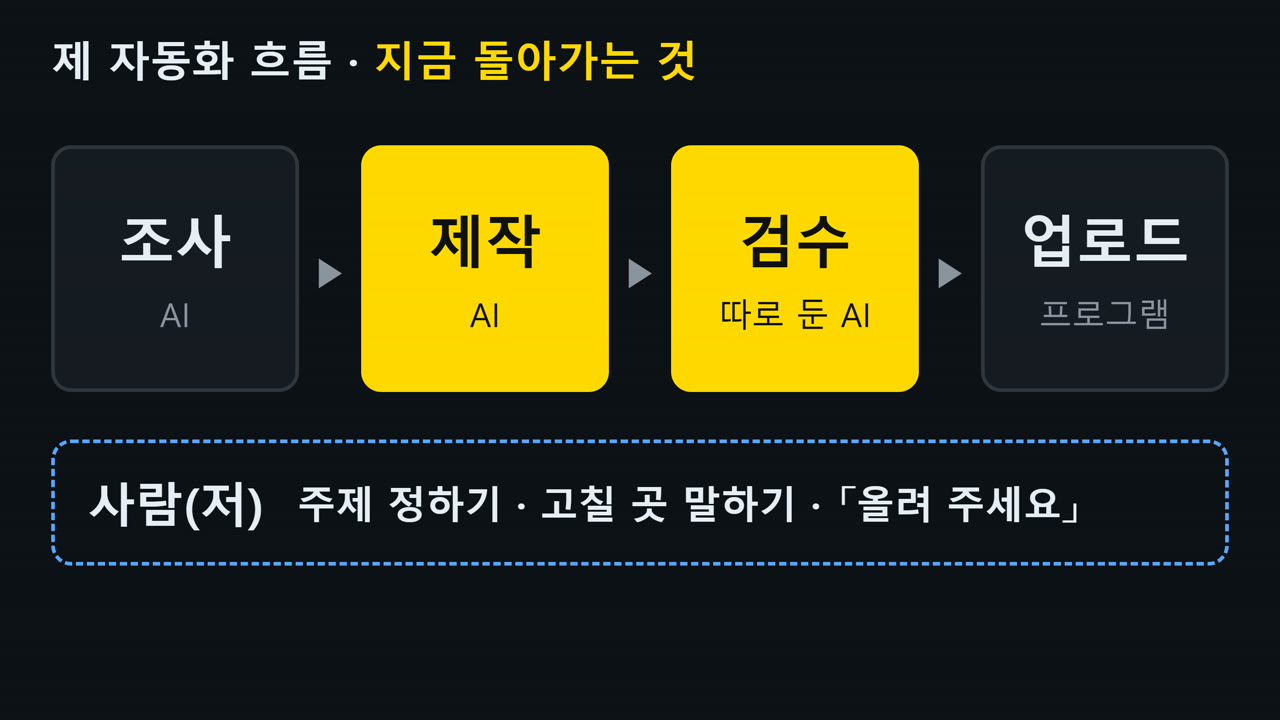 제 자동화 흐름 · 지금 돌아가는 것
조사
AI
제작
AI
검수
따로 둔 AI
업로드
프로그램
사람(저) 주제 정하기 · 고칠 곳 말하기 · 「올려 주세요」